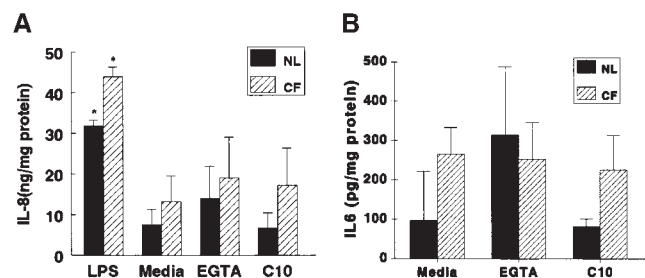 A
IL-8(ng/mg protein)
50
40
30
20
10
0
* *
NL
CF
LPS Media EGTA C10
B
IL6 (pg/mg protein)
500
400
300
200
100
0
NL
CF
Media EGTA C10